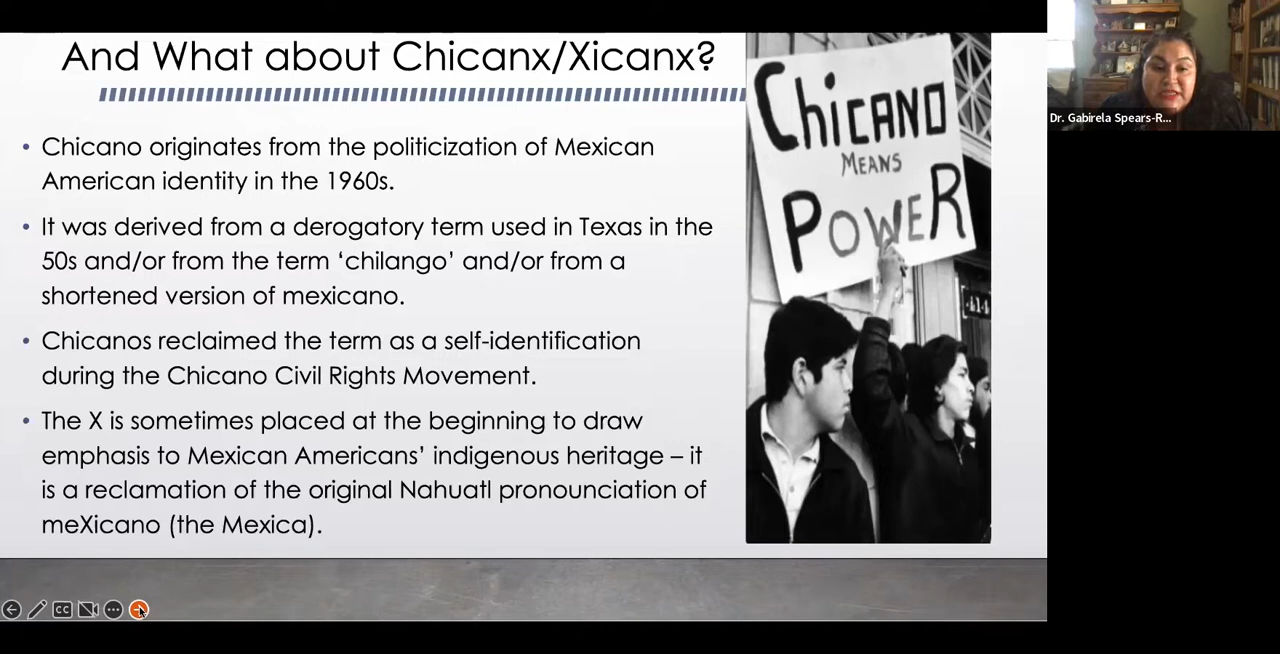 And What about Chicanx/Xicanx?
• Chicano originates from the politicization of Mexican
American identity in the 1960s.
• It was derived from a derogatory term used in Texas in the
50s and/or from the term ‘chilango’ and/or from a
shortened version of mexicano.
• Chicanos reclaimed the term as a self-identification
during the Chicano Civil Rights Movement.
• The X is sometimes placed at the beginning to draw
emphasis to Mexican Americans’ indigenous heritage – it
is a reclamation of the original Nahuatl pronounciation of
meXicano (the Mexica).
ChiCANO
MEANS
POWER
414
Dr. Gabirela Spears-R...
CC